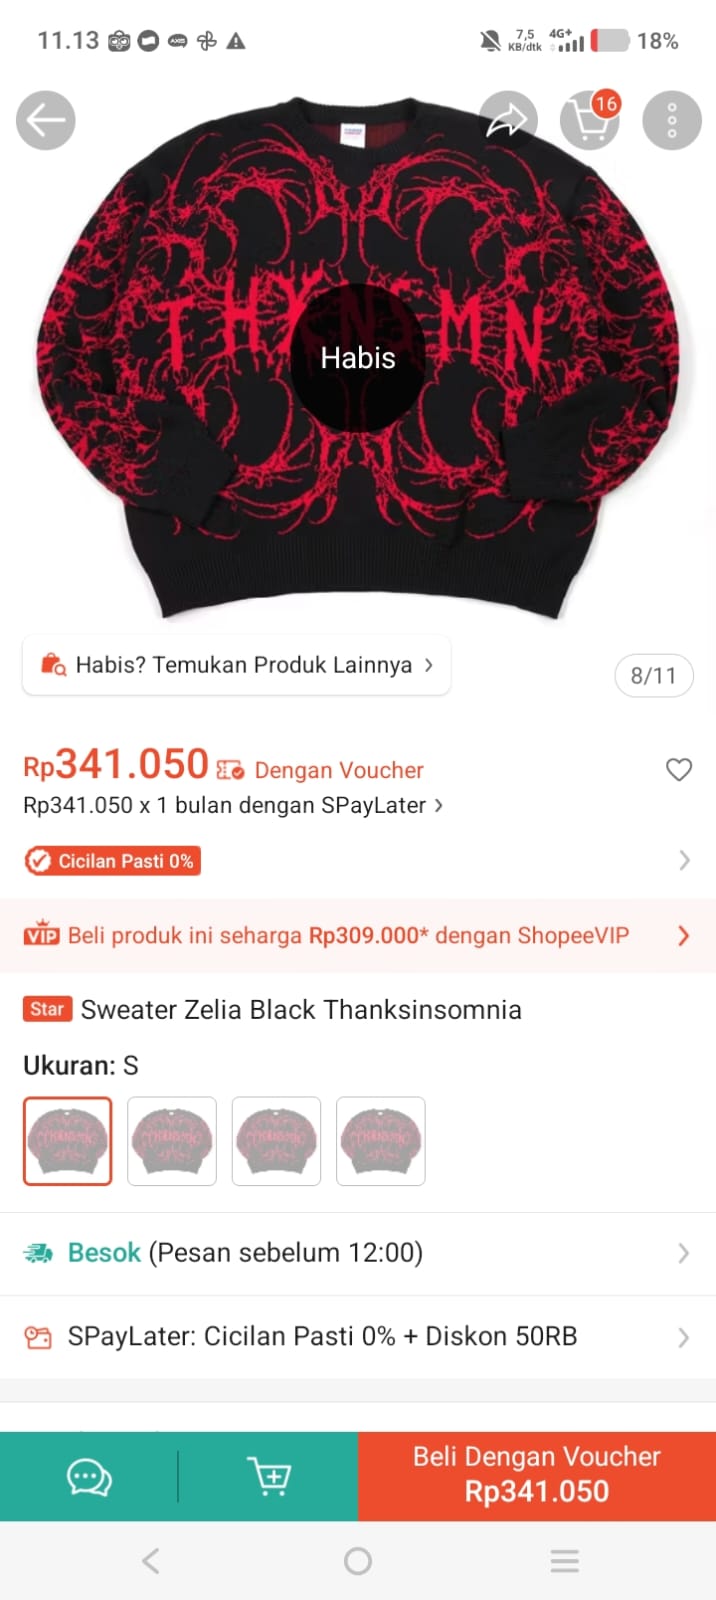 11.13
7,5
KB/dtk
4G+
18%
16
THXNSMN
Habis
Habis? Temukan Produk Lainnya
8/11
Rp341.050 Dengan Voucher
Rp341.050 x 1 bulan dengan SPayLater
Cicilan Pasti 0%
VIP Beli produk ini seharga Rp309.000* dengan ShopeeVIP
Star Sweater Zelia Black Thanksinsomnia
Ukuran: S
Besok (Pesan sebelum 12:00)
SPayLater: Cicilan Pasti 0% + Diskon 50RB
Beli Dengan Voucher
Rp341.050